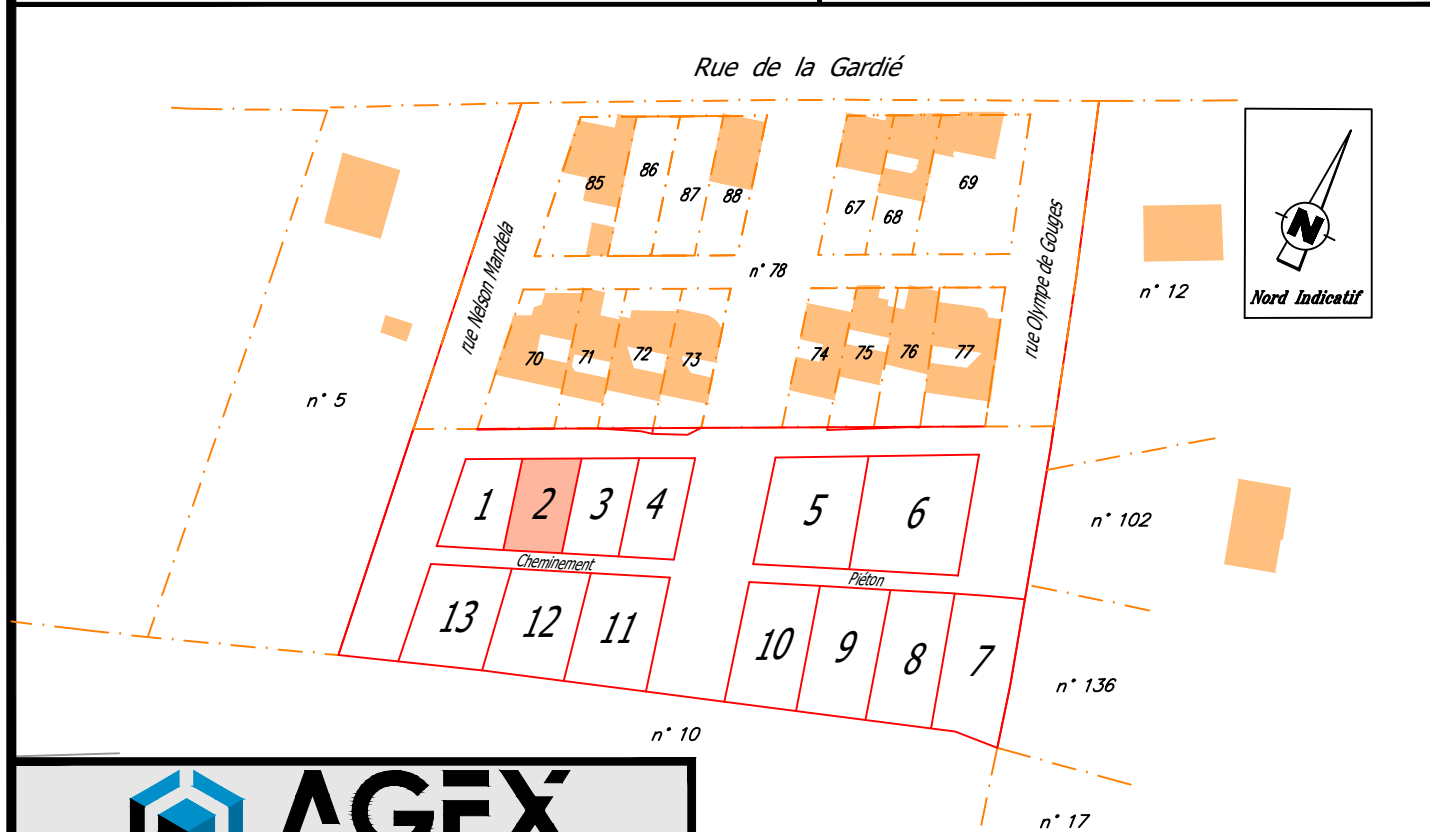 Rue de la Gardié
85
86
87
88
67
68
69
rue Nelson Mandela
rue Olympe de Gouges
n° 78
n° 12
N
Nord Indicatif
70
71
72
73
74
75
76
77
n° 5
1
2
3
4
5
6
n° 102
Cheminement
Piéton
13
12
11
10
9
8
7
n° 136
n° 10
AGEX
n° 17